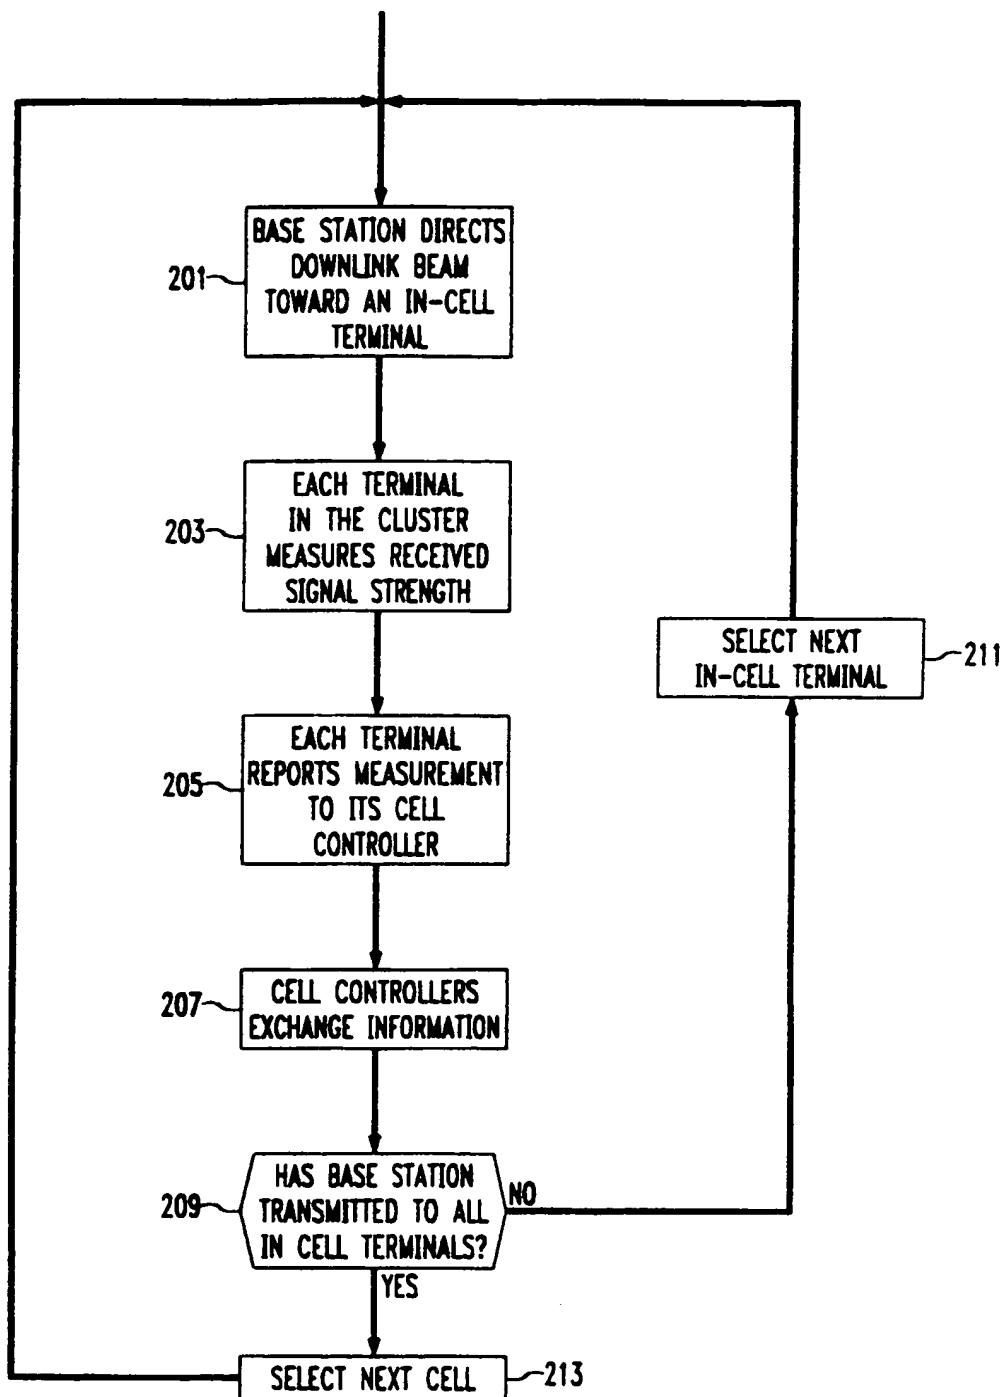 201
BASE STATION DIRECTS
DOWNLINK BEAM
TOWARD AN IN-CELL
TERMINAL
203
EACH TERMINAL
IN THE CLUSTER
MEASURES RECEIVED
SIGNAL STRENGTH
SELECT NEXT
IN-CELL TERMINAL
211
205
EACH TERMINAL
REPORTS MEASUREMENT
TO ITS CELL
CONTROLLER
207
CELL CONTROLLERS
EXCHANGE INFORMATION
209
HAS BASE STATION
TRANSMITTED TO ALL
IN CELL TERMINALS?
NO
YES
SELECT NEXT CELL
213